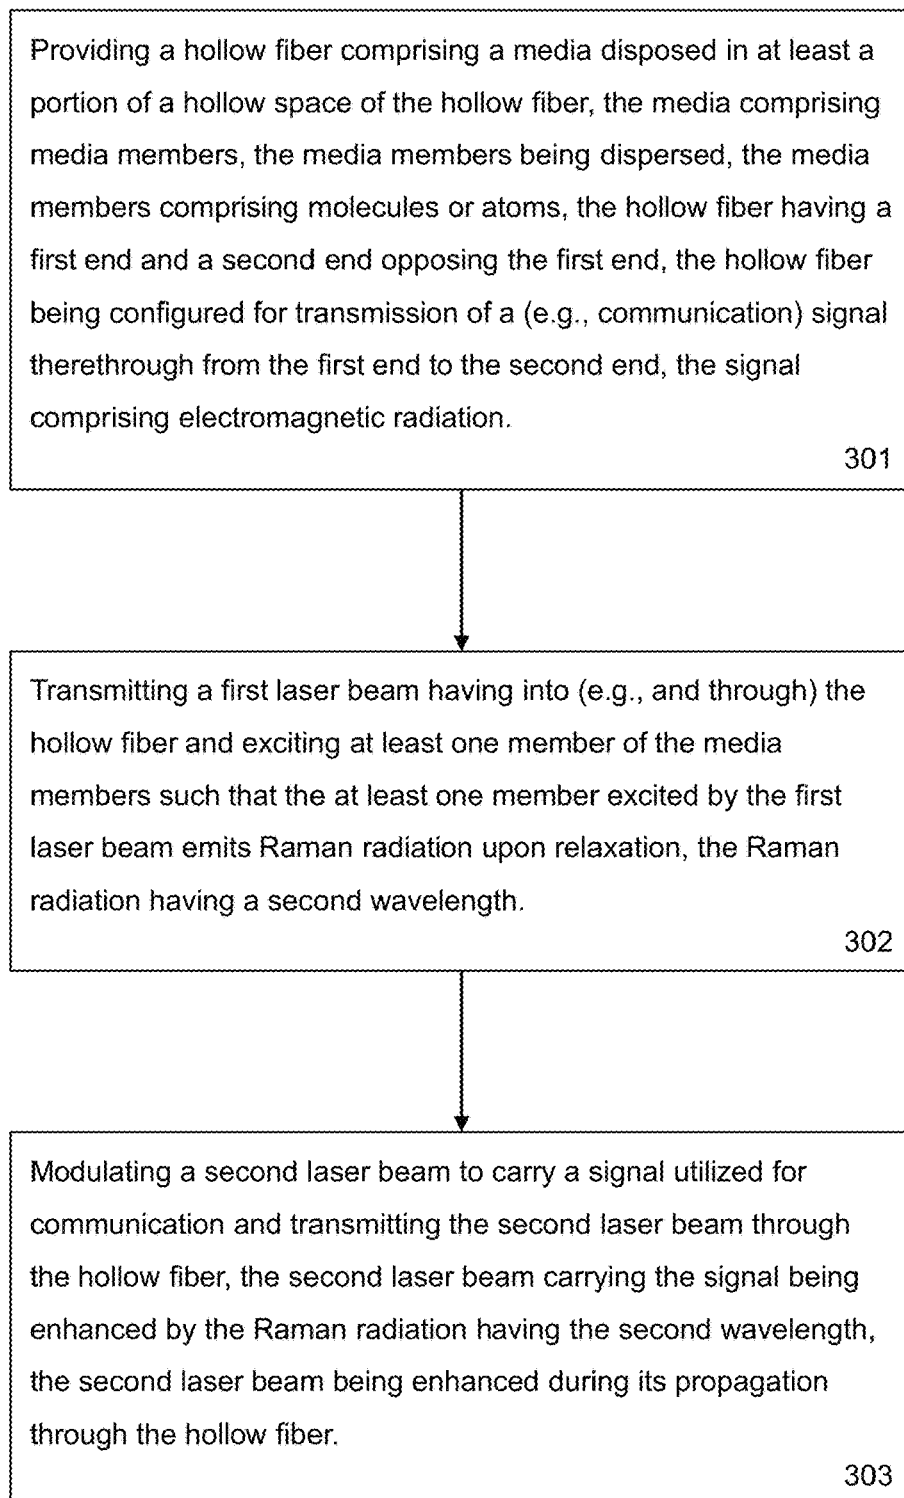 Providing a hollow fiber comprising a media disposed in at least a
portion of a hollow space of the hollow fiber, the media comprising
media members, the media members being dispersed, the media
members comprising molecules or atoms, the hollow fiber having a
first end and a second end opposing the first end, the hollow fiber
being configured for transmission of a (e.g., communication) signal
therethrough from the first end to the second end, the signal
comprising electromagnetic radiation.
301
Transmitting a first laser beam having into (e.g., and through) the
hollow fiber and exciting at least one member of the media
members such that the at least one member excited by the first
laser beam emits Raman radiation upon relaxation, the Raman
radiation having a second wavelength.
302
Modulating a second laser beam to carry a signal utilized for
communication and transmitting the second laser beam through
the hollow fiber, the second laser beam carrying the signal being
enhanced by the Raman radiation having the second wavelength,
the second laser beam being enhanced during its propagation
through the hollow fiber.
303